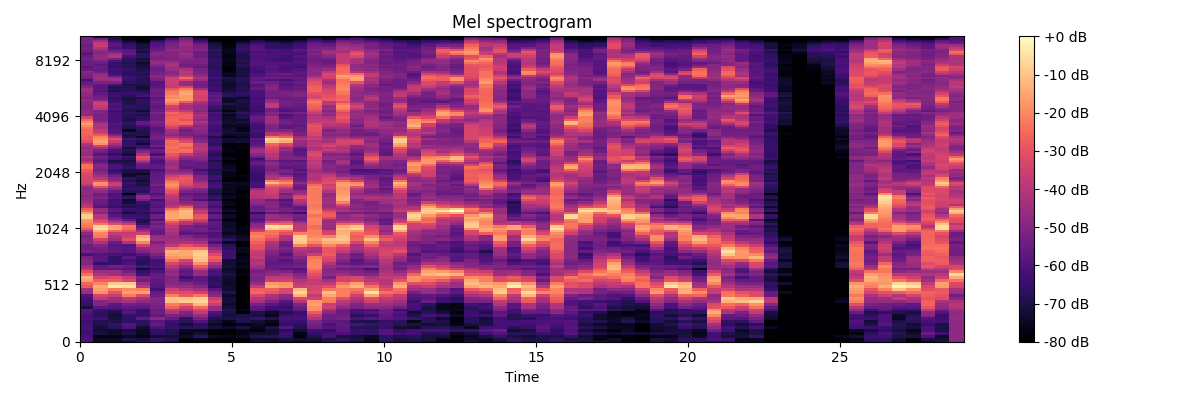 Mel spectrogram
8192
4096
2048
1024
512
0
Hz
0 5 10 15 20 25
Time
+0 dB
-10 dB
-20 dB
-30 dB
-40 dB
-50 dB
-60 dB
-70 dB
-80 dB